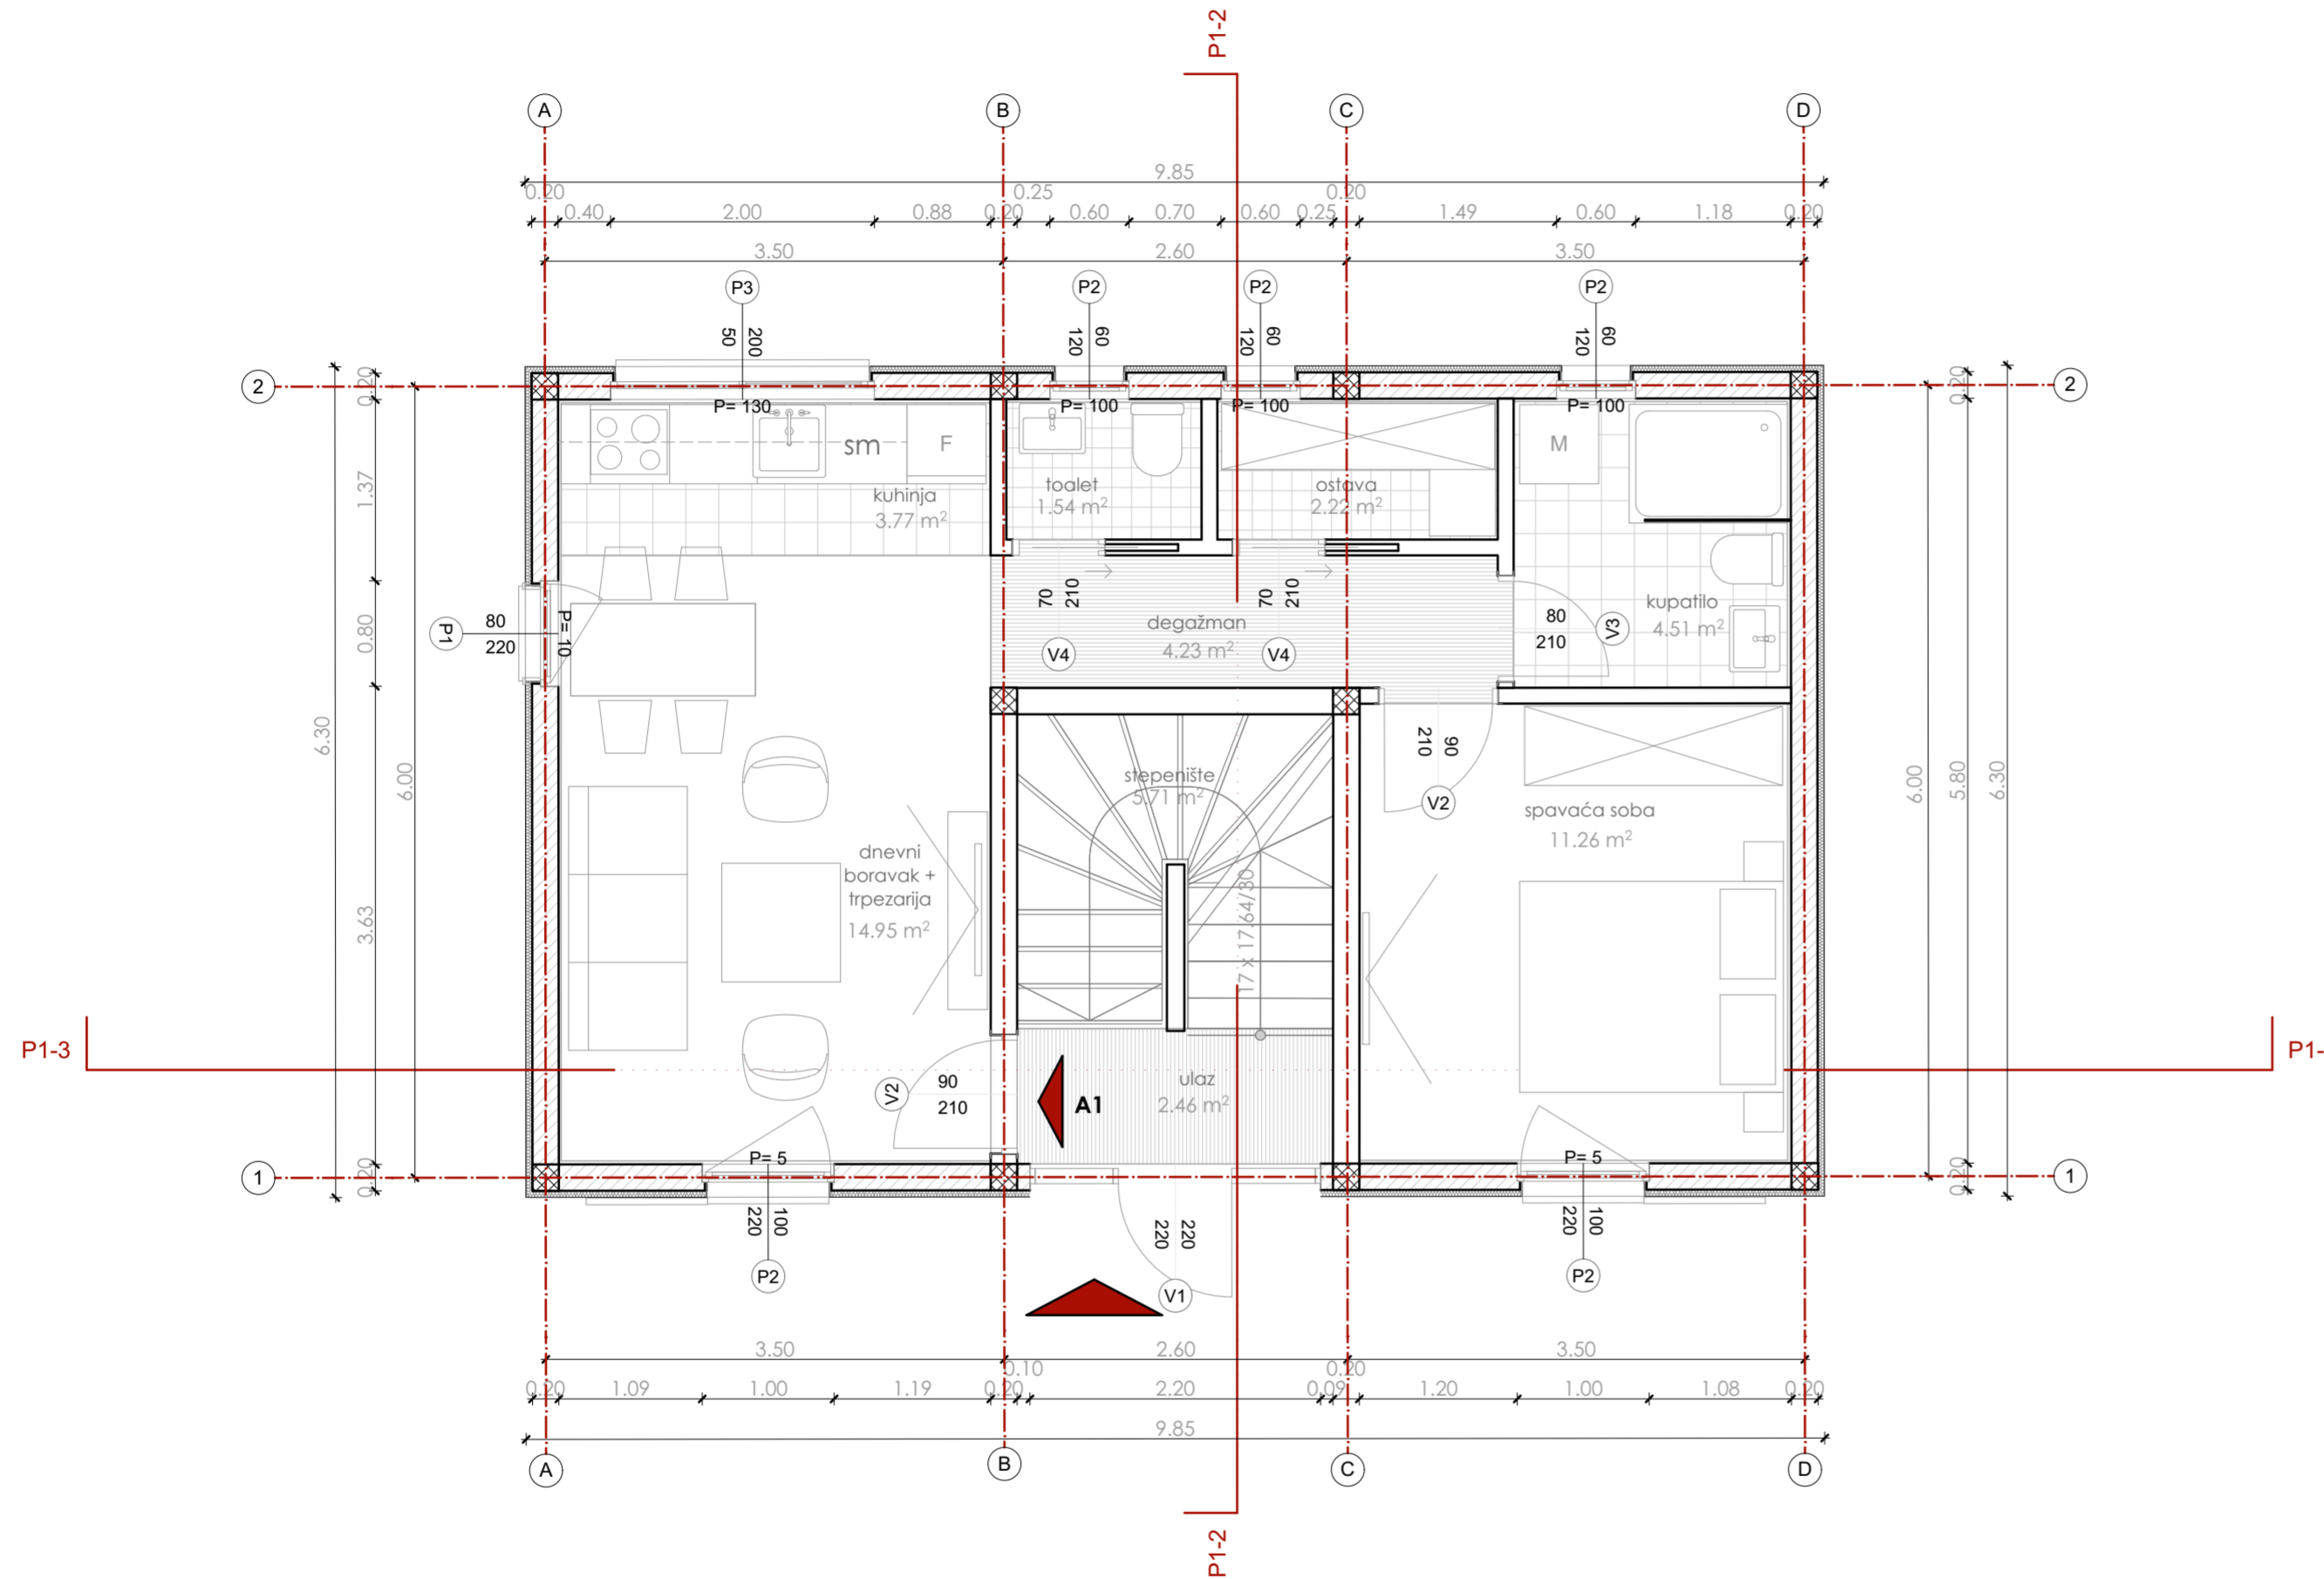 P1-2
A B C D
9.85
0.20 0.25 0.20
0.40 2.00 0.88 0.20 0.60 0.70 0.60 0.25 1.49 0.60 1.18 0.20
3.50 2.60 3.50
P3 P2 P2 P2
50 200 120 60 120 60 120 60
2 2
0.20 0.20
P= 130 P= 100 P= 100 P= 100
sm F M
kuhinja
3.77 m²
toalet
1.54 m²
ostava
2.22 m²
1.37
70 210 70 210
degažman
4.23 m²
V4 V4
80
210
V3
kupatilo
4.51 m²
P1
80
220
P= 10
0.80
6.30 6.00 3.63
6.00 5.80 6.30
210 90
V2
stepenište
5.71 m²
17 x 17.64/30
spavaća soba
11.26 m²
dnevni
boravak +
trpezarija
14.95 m²
P1-3 P1-
V2
90
210
A1
ulaz
2.46 m²
P= 5 P= 5
1 1
0.20 0.20
220 100 220 220 220 100
P2 V1 P2
3.50 2.60 3.50
0.10 0.20
0.20 1.09 1.00 1.19 0.20 2.20 0.09 1.20 1.00 1.08 0.20
9.85
A B C D
P1-2